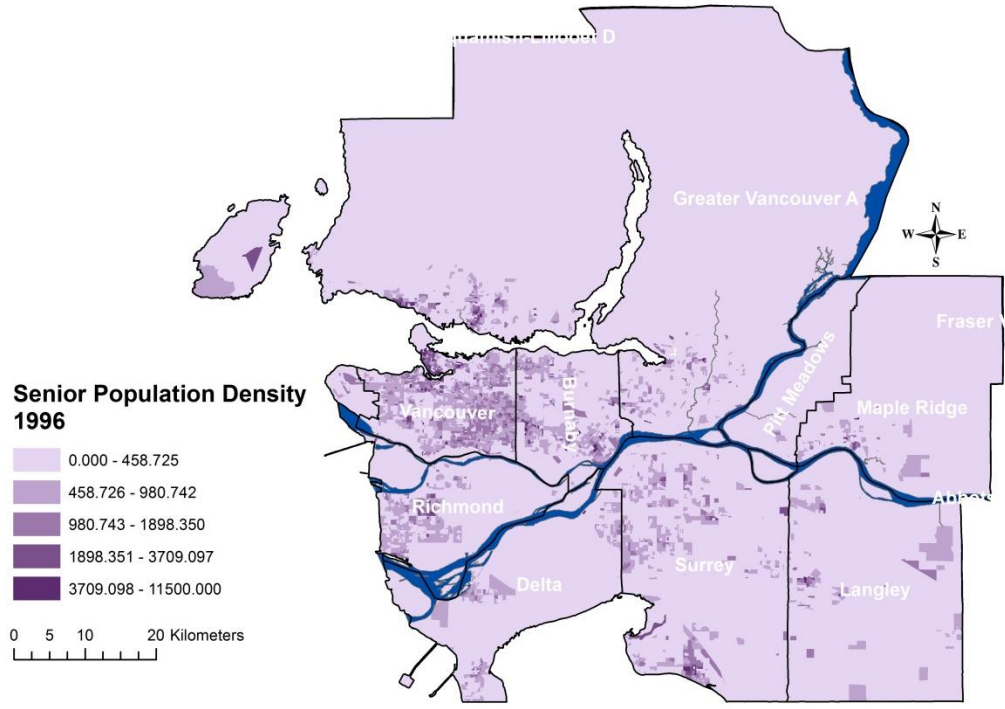 Greater Vancouver A
N
W E
S
Fraser V
Pitt Meadows
Maple Ridge
Vancouver
Burnaby
Abbots
Richmond
Delta
Surrey
Langley
Senior Population Density
1996
0.000 - 458.725
458.726 - 980.742
980.743 - 1898.350
1898.351 - 3709.097
3709.098 - 11500.000
0 5 10 20 Kilometers